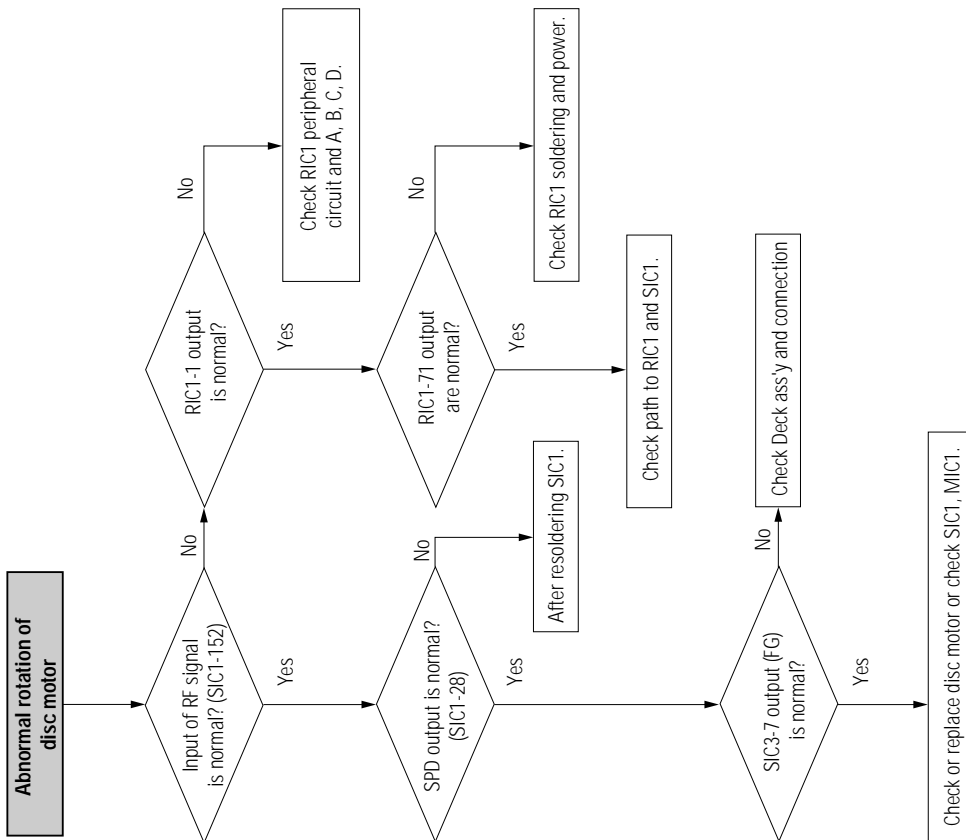 Abnormal rotation of
disc motor
Input of RF signal
is normal? (SIC1-152)
No
Yes
RIC1-1 output
is normal?
No
Yes
Check RIC1 peripheral
circuit and A, B, C, D.
RIC1-71 output
are normal?
No
Yes
Check RIC1 soldering and power.
Check path to RIC1 and SIC1.
SPD output is normal?
(SIC1-28)
No
Yes
After resoldering SIC1.
SIC3-7 output (FG)
is normal?
No
Yes
Check Deck ass'y and connection
Check or replace disc motor or check SIC1, MIC1.